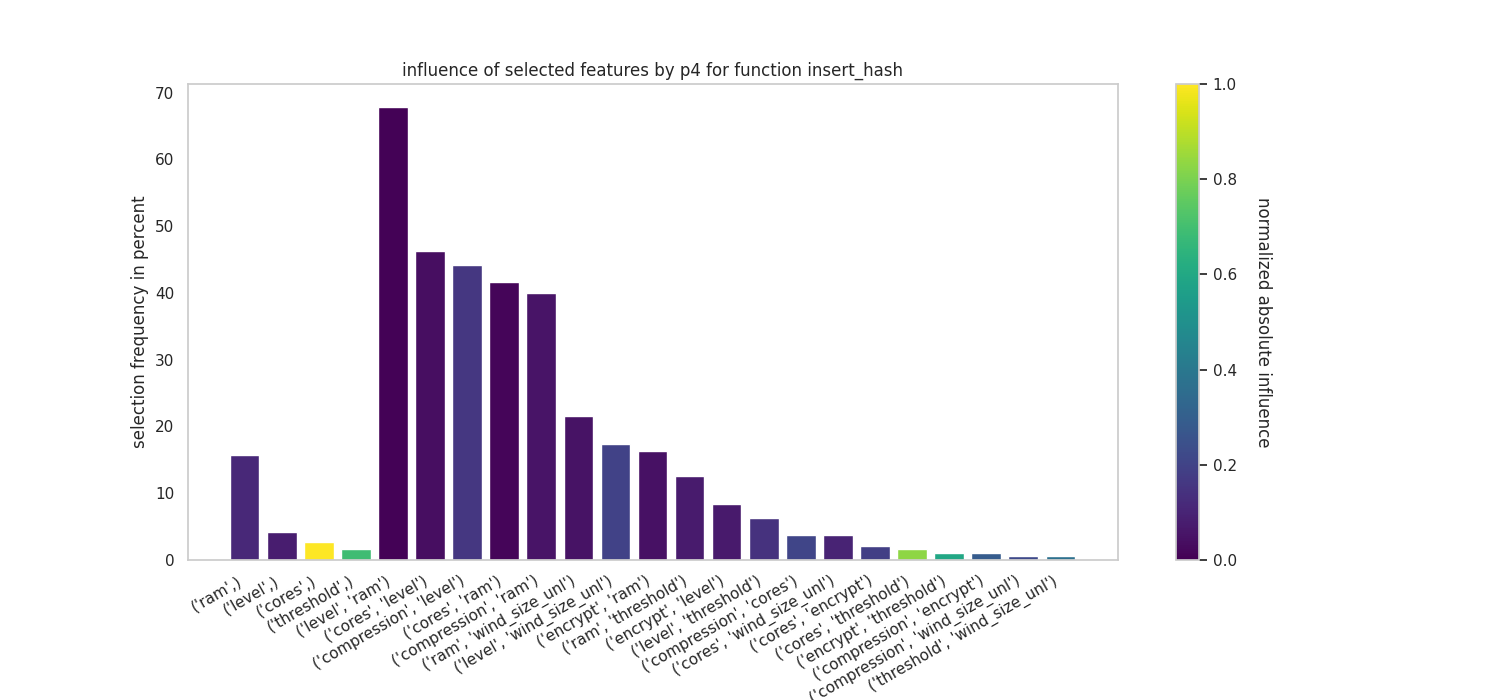 influence of selected features by p4 for function insert_hash
selection frequency in percent
70
60
50
40
30
20
10
0
('ram',)
('level',)
('cores',)
('threshold',)
('level', 'ram')
('cores', 'level')
('compression', 'level')
('cores', 'ram')
('compression', 'ram')
('ram', 'wind_size_unl')
('level', 'wind_size_unl')
('encrypt', 'ram')
('ram', 'threshold')
('encrypt', 'level')
('level', 'threshold')
('compression', 'cores')
('cores', 'wind_size_unl')
('cores', 'encrypt')
('cores', 'threshold')
('encrypt', 'threshold')
('compression', 'encrypt')
('compression', 'wind_size_unl')
('threshold', 'wind_size_unl')
1.0
0.8
0.6
0.4
0.2
0.0
normalized absolute influence